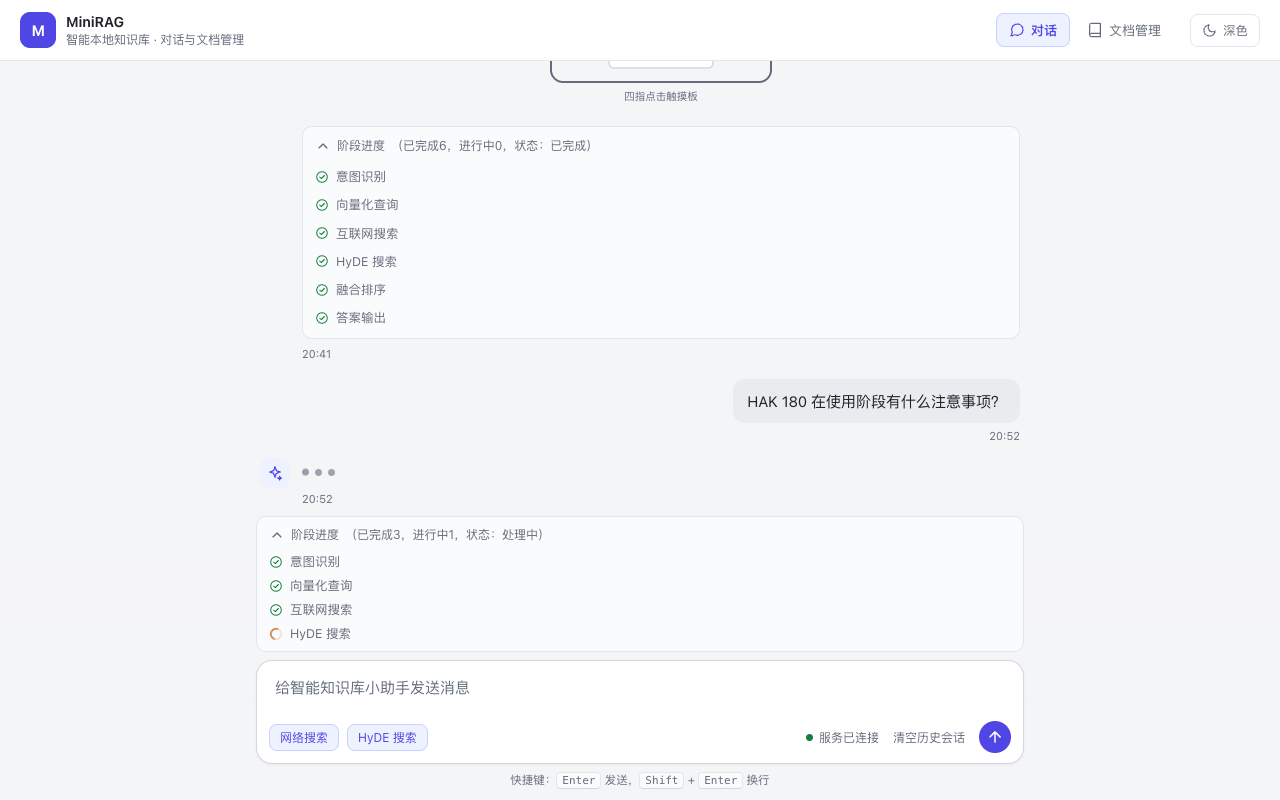 M
MiniRAG
智能本地知识库 · 对话与文档管理
对话
文档管理
深色
四指点击触摸板
阶段进度 （已完成6，进行中0，状态：已完成）
意图识别
向量化查询
互联网搜索
HyDE 搜索
融合排序
答案输出
20:41
HAK 180 在使用阶段有什么注意事项？
20:52
20:52
阶段进度 （已完成3，进行中1，状态：处理中）
意图识别
向量化查询
互联网搜索
HyDE 搜索
给智能知识库小助手发送消息
网络搜索
HyDE 搜索
服务已连接
清空历史会话
快捷键： Enter 发送， Shift + Enter 换行